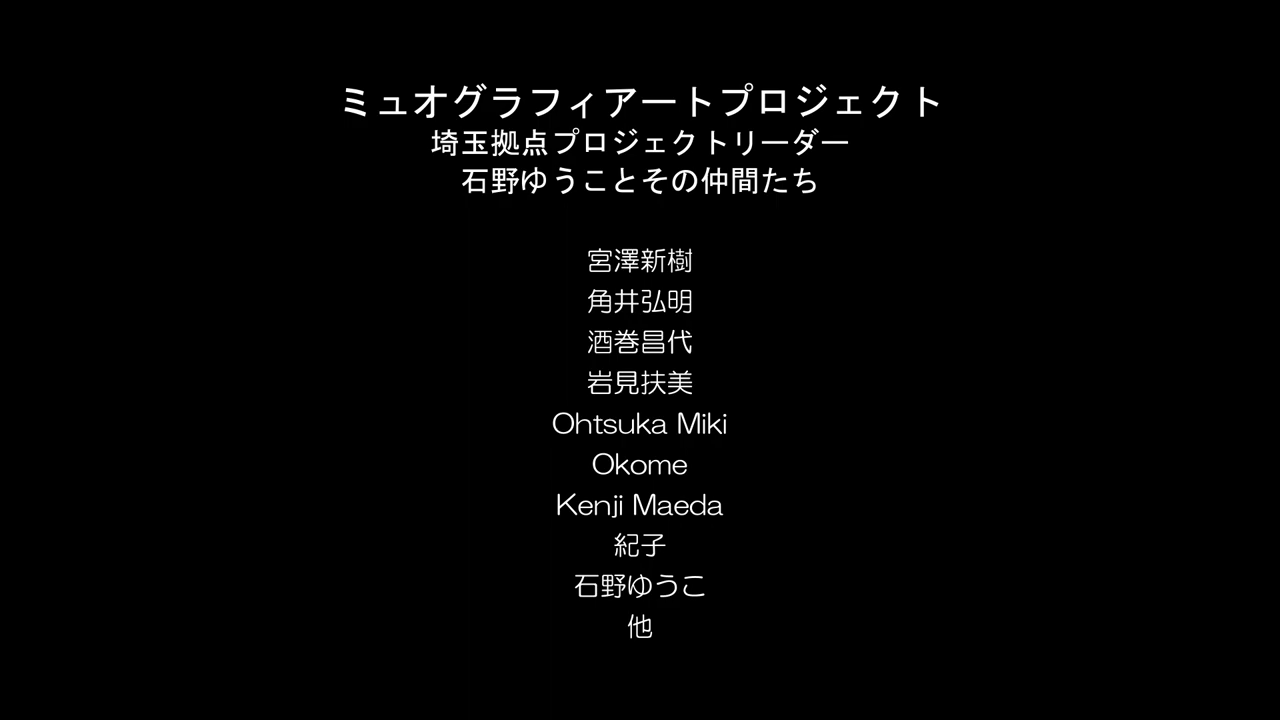 ミュオグラフィアートプロジェクト
埼玉拠点プロジェクトリーダー
石野ゆうことその仲間たち
宮澤新樹
角井弘明
酒巻昌代
岩見扶美
Ohtsuka Miki
Okome
Kenji Maeda
紀子
石野ゆうこ
他